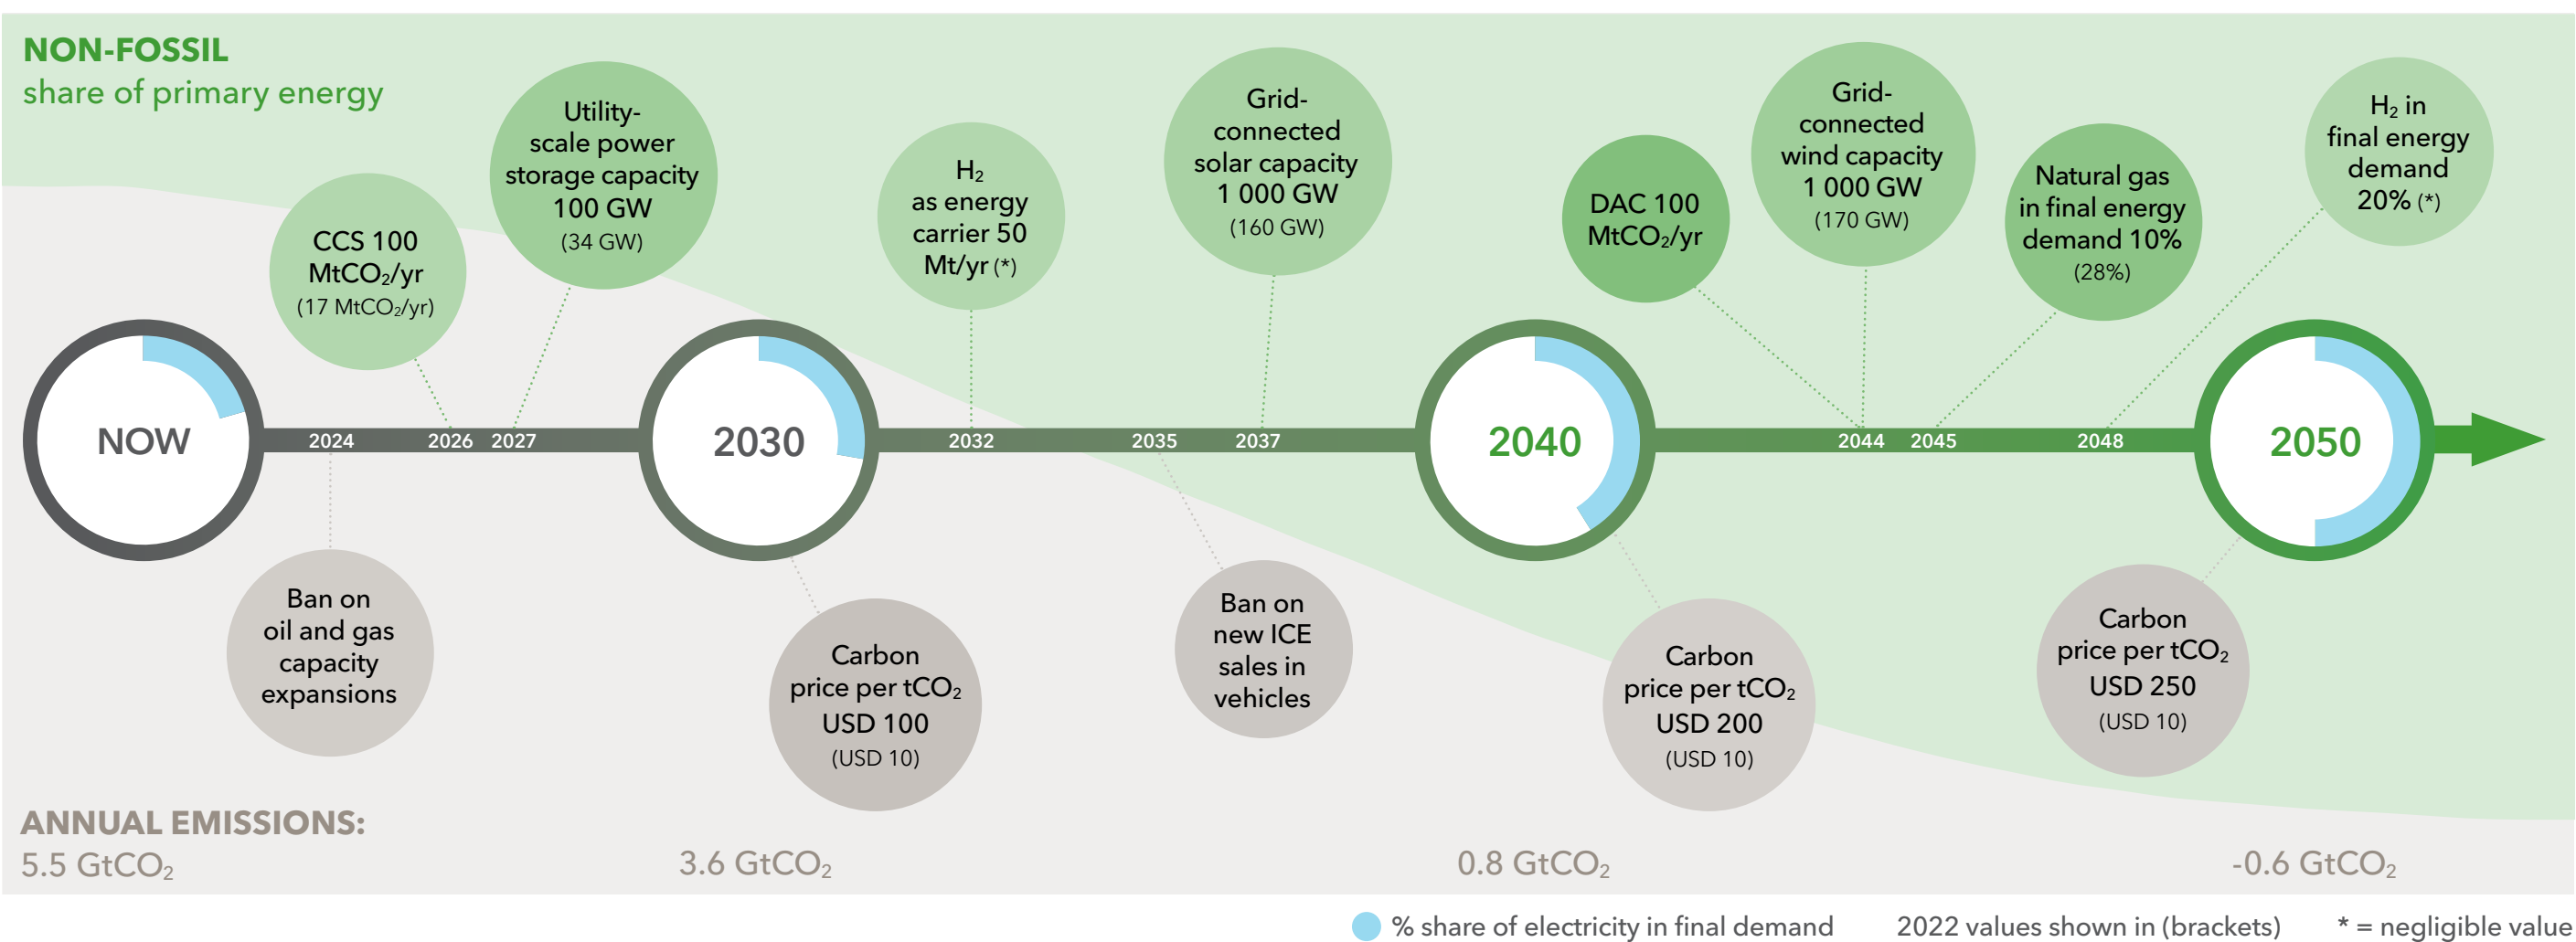 NON-FOSSIL
share of primary energy
CCS 100
MtCO₂/yr
(17 MtCO₂/yr)
Utility-
scale power
storage capacity
100 GW
(34 GW)
H₂
as energy
carrier 50
Mt/yr (*)
Grid-
connected
solar capacity
1 000 GW
(160 GW)
DAC 100
MtCO₂/yr
Grid-
connected
wind capacity
1 000 GW
(170 GW)
Natural gas
in final energy
demand 10%
(28%)
H₂ in
final energy
demand
20% (*)
NOW
2024
2026
2027
2030
2032
2035
2037
2040
2044
2045
2048
2050
Ban on
oil and gas
capacity
expansions
Carbon
price per tCO₂
USD 100
(USD 10)
Ban on
new ICE
sales in
vehicles
Carbon
price per tCO₂
USD 200
(USD 10)
Carbon
price per tCO₂
USD 250
(USD 10)
ANNUAL EMISSIONS:
5.5 GtCO₂
3.6 GtCO₂
0.8 GtCO₂
-0.6 GtCO₂
% share of electricity in final demand
2022 values shown in (brackets)
* = negligible value